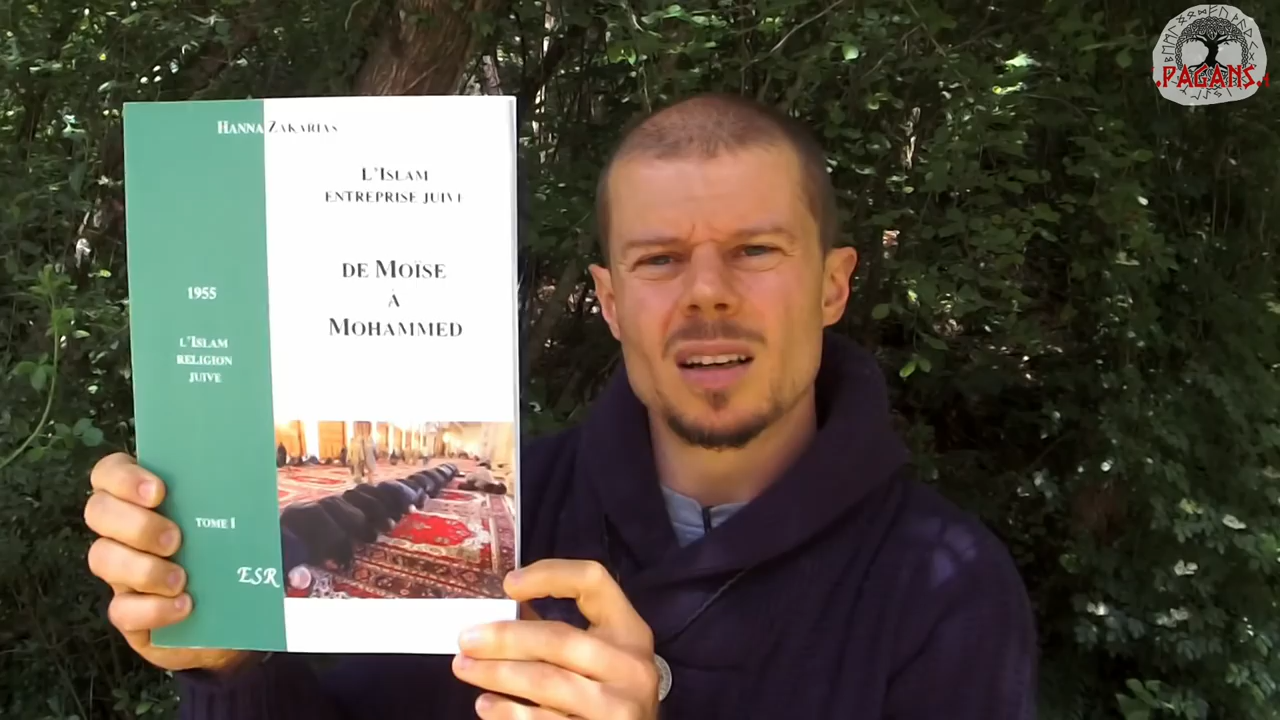 HANNA ZAKARIAS
L'ISLAM
ENTREPRISE JUIVE
DE MOÏSE
À
MOHAMMED
1955
L'ISLAM
RELIGION
JUIVE
TOME I
ESR
PAGANS